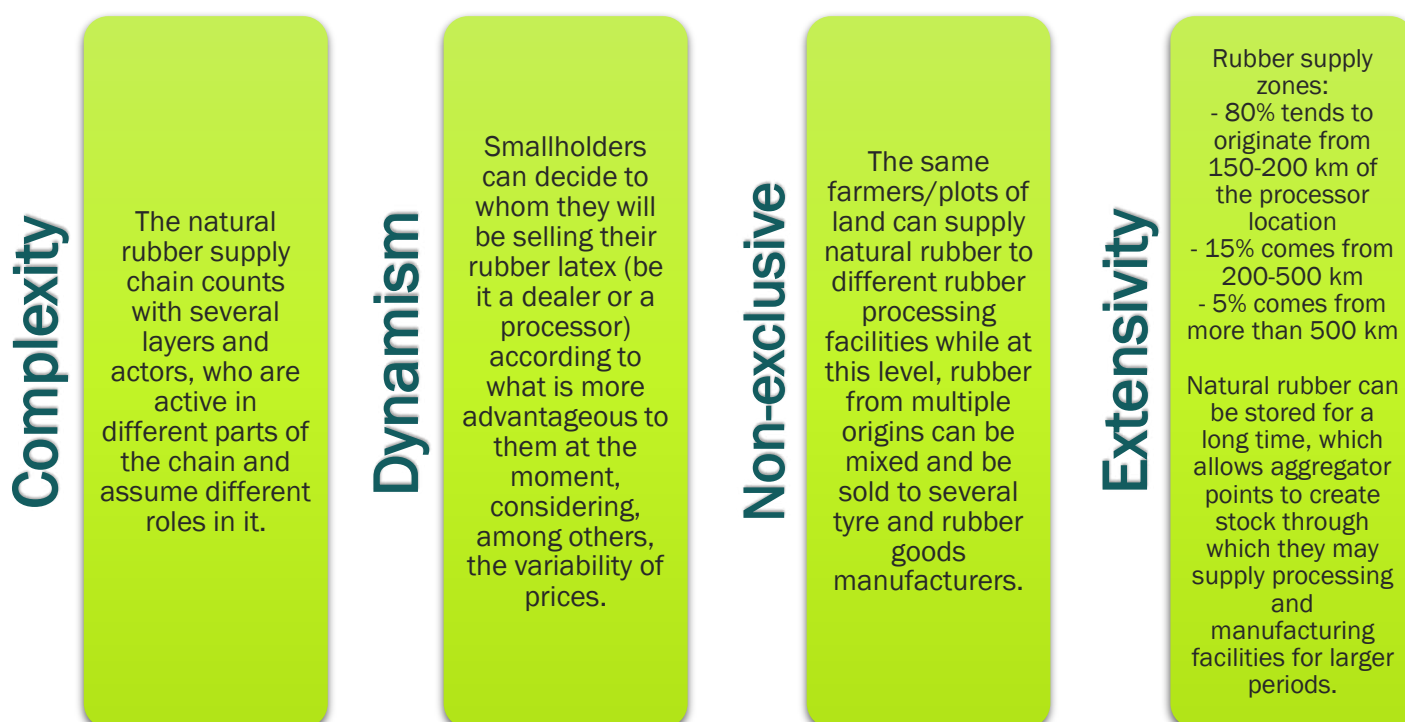 Complexity
The natural
rubber supply
chain counts
with several
layers and
actors, who are
active in
different parts of
the chain and
assume different
roles in it.
Dynamism
Smallholders
can decide to
whom they will
be selling their
rubber latex (be
it a dealer or a
processor)
according to
what is more
advantageous to
them at the
moment,
considering,
among others,
the variability of
prices.
Non-exclusive
The same
farmers/plots of
land can supply
natural rubber to
different rubber
processing
facilities while at
this level, rubber
from multiple
origins can be
mixed and be
sold to several
tyre and rubber
goods
manufacturers.
Extensivity
Rubber supply
zones:
- 80% tends to
originate from
150-200 km of
the processor
location
- 15% comes from
200-500 km
- 5% comes from
more than 500 km
Natural rubber can
be stored for a
long time, which
allows aggregator
points to create
stock through
which they may
supply processing
and
manufacturing
facilities for larger
periods.